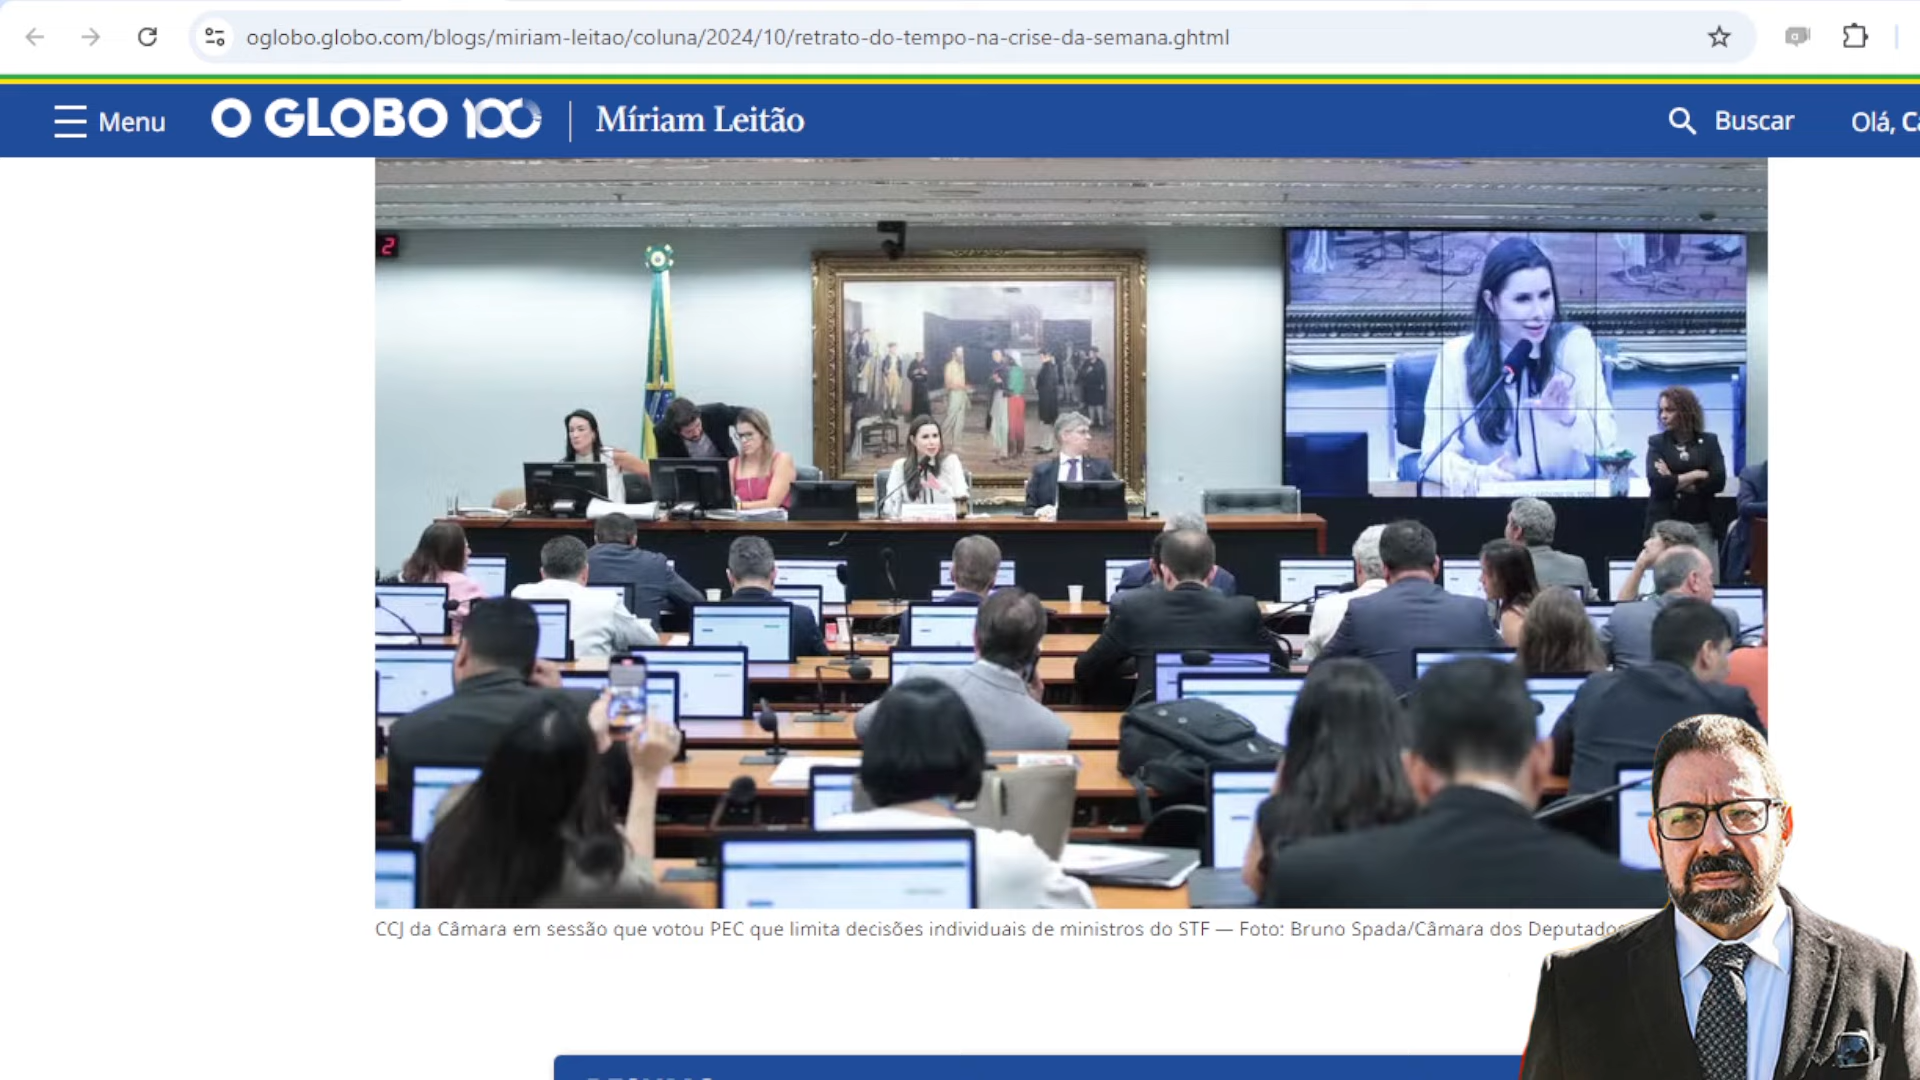 oglobo.globo.com/blogs/miriam-leitao/coluna/2024/10/retrato-do-tempo-na-crise-da-semana.ghtml
Menu
O GLOBO 100
Míriam Leitão
Buscar
Olá,
2
CCJ da Câmara em sessão que votou PEC que limita decisões individuais de ministros do STF — Foto: Bruno Spada/Câmara dos